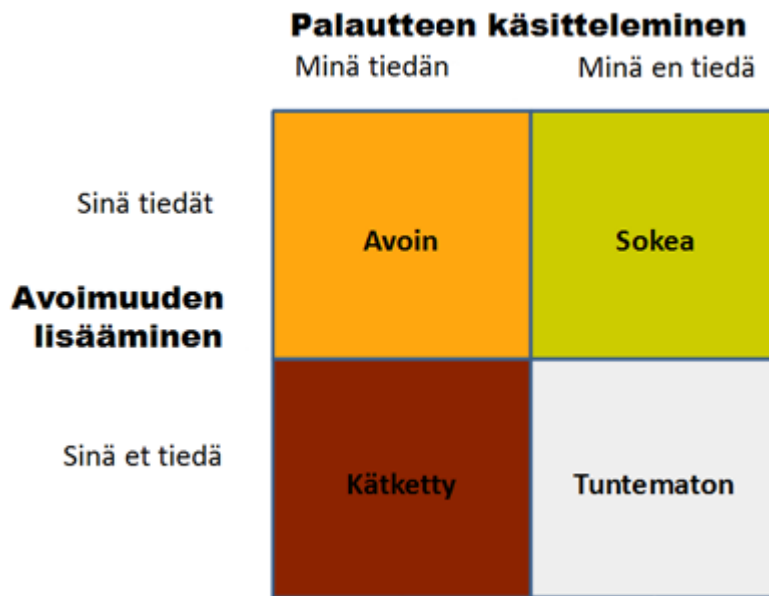 Palautteen käsitteleminen
Minä tiedän
Minä en tiedä
Sinä tiedät
Avoin
Sokea
Avoimuuden
lisääminen
Sinä et tiedä
Kätketty
Tuntematon